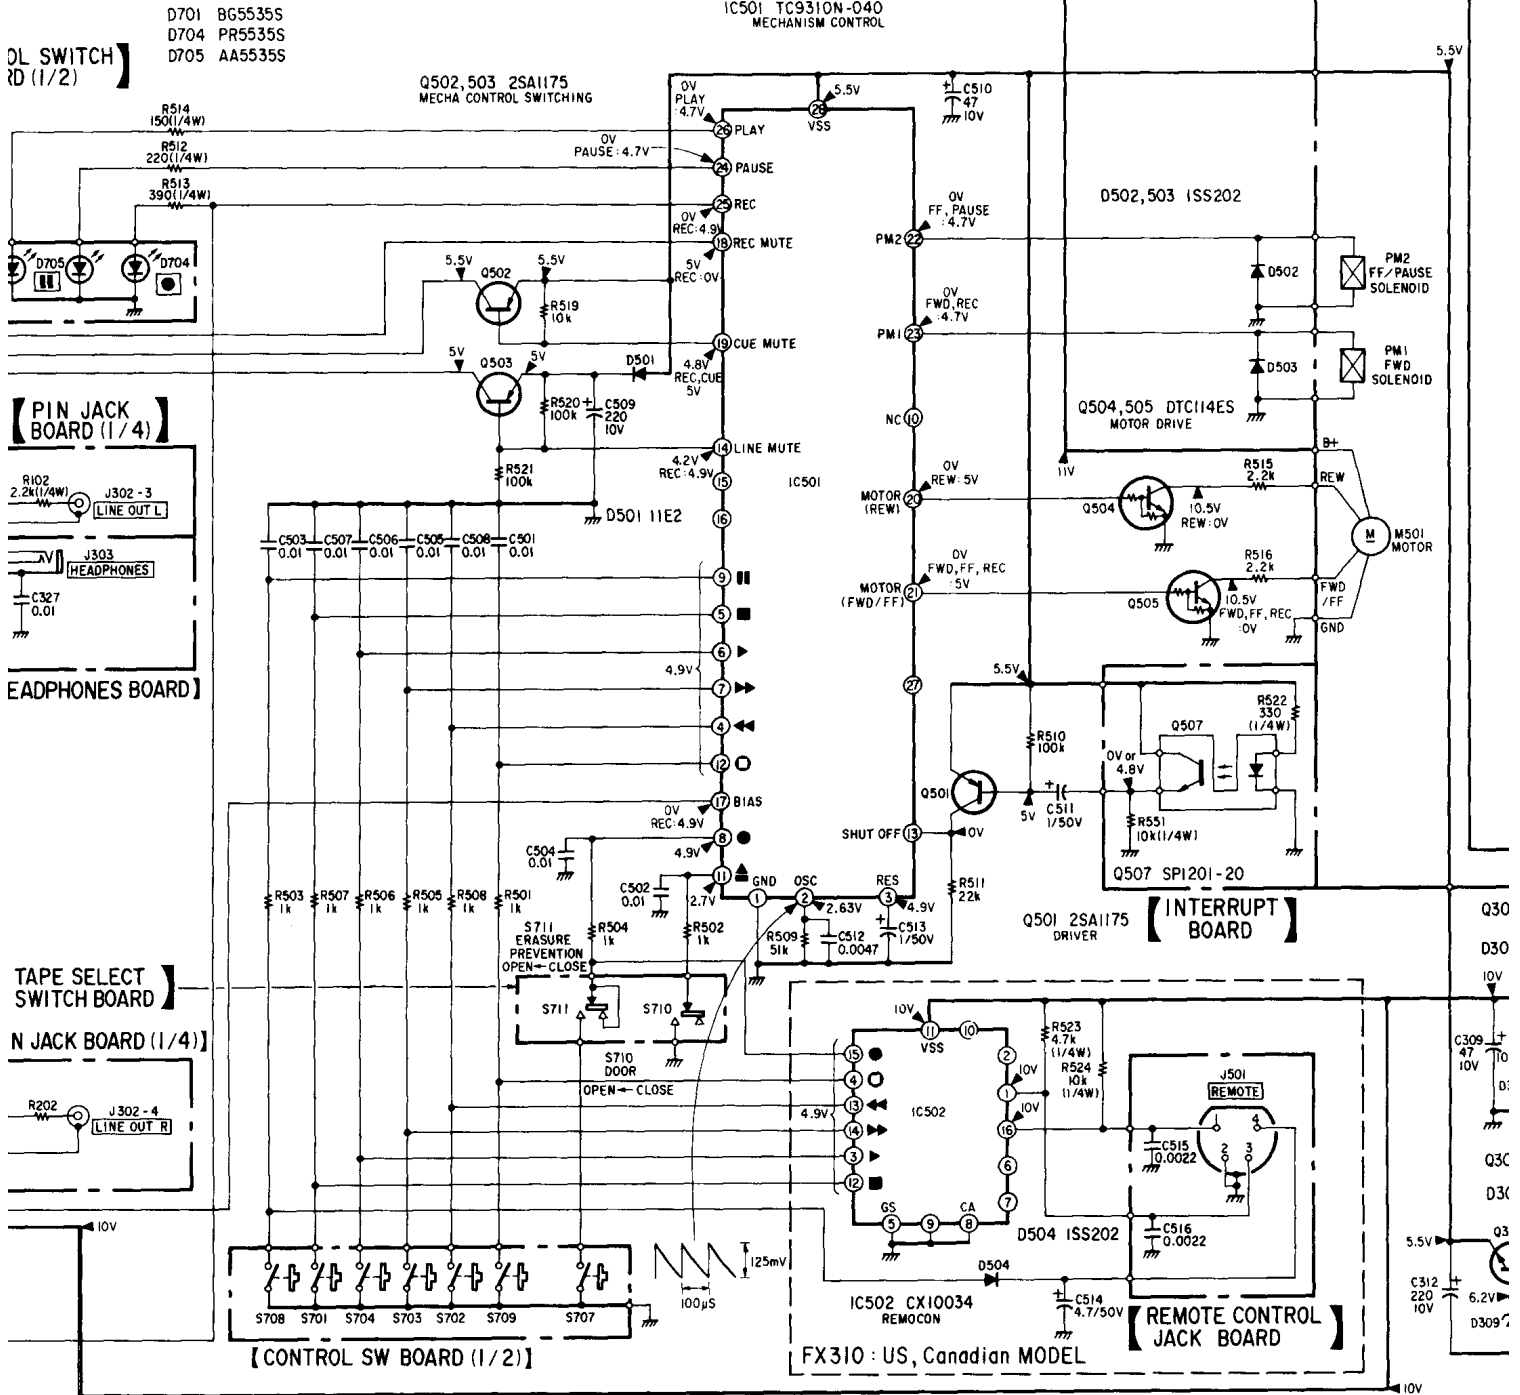 D701 BG5535S
D704 PR5535S
D705 AA5535S
IC501 TC9310N-040
MECHANISM CONTROL
OL SWITCH】
RD (1/2)
Q502,503 2SA1175
MECHA CONTROL SWITCHING
5.5V
R514
150(1/4W)
R512
220(1/4W)
R513
390(1/4W)
0V
PLAY
:4.7V
26 PLAY
0V
PAUSE:4.7V
24 PAUSE
25 REC
0V
REC:4.9V
18 REC MUTE
5V
REC:0V
28
VSS
5.5V
C510
47
10V
D502,503 1SS202
0V
FF, PAUSE
:4.7V
PM2 22
D502
PM2
FF/PAUSE
SOLENOID
0V
FWD,REC
:4.7V
PM1 23
D503
PM1
FWD
SOLENOID
D705
D704
5.5V
Q502
5.5V
R519
10k
19 CUE MUTE
4.8V
REC,CUE
5V
5V
Q503
5V
D501
R520
100k
C509
220
10V
14 LINE MUTE
4.2V
REC:4.9V
R521
100k
15
16
D501 11E2
IC501
NC 10
Q504,505 DTC114ES
MOTOR DRIVE
11V
B+
REW
R515
2.2k
0V
REW:5V
MOTOR
(REW)
20
Q504
10.5V
REW:0V
M
M501
MOTOR
R516
2.2k
0V
FWD,FF, REC
:5V
MOTOR
(FWD/FF)
21
Q505
10.5V
FWD,FF, REC
:0V
FWD
/FF
GND
【PIN JACK
BOARD (1/4)】
R102
2.2k(1/4W)
J302-3
LINE OUT L
J303
HEADPHONES
C327
0.01
EADPHONES BOARD】
C503
0.01
C507
0.01
C506
0.01
C505
0.01
C508
0.01
C501
0.01
9
5
6
7
4
12
4.9V
27
17 BIAS
0V
REC:4.9V
8
4.9V
11
2.7V
C504
0.01
C502
0.01
GND
1
OSC
2
2.63V
RES
3
4.9V
SHUT OFF 13
0V
Q501
5.5V
R510
100k
5V
C511
1/50V
0V or
4.8V
R551
10k(1/4W)
Q507
R522
330
(1/4W)
Q507 SPI201-20
【INTERRUPT
BOARD】
Q501 2SA1175
DRIVER
R511
22k
R503
1k
R507
1k
R506
1k
R505
1k
R508
1k
R501
1k
R504
1k
R502
1k
R509
51k
C512
0.0047
C513
1/50V
S711
ERASURE
PREVENTION
OPEN←CLOSE
S711
S710
S710
DOOR
OPEN←CLOSE
TAPE SELECT
SWITCH BOARD】
N JACK BOARD (1/4)】
R202
J302-4
LINE OUT R
10V
10V
11
VSS
10
15
4
13
14
3
12
4.9V
IC502
2
1
10V
16
10V
6
7
GS
5
9
CA
8
R523
4.7k
(1/4W)
R524
10k
(1/4W)
J501
REMOTE
1
4
2
3
C515
0.0022
C516
0.0022
D504 1SS202
D504
C514
4.7/50V
IC502 CX10034
REMOCON
【REMOTE CONTROL
JACK BOARD】
FX310 : US, Canadian MODEL
125mV
100µS
S708
S701
S704
S703
S702
S709
S707
【CONTROL SW BOARD (1/2)】
Q30
D30
10V
C309
47
10V
Q30
D30
5.5V
C312
220
10V
6.2V
D309
10V